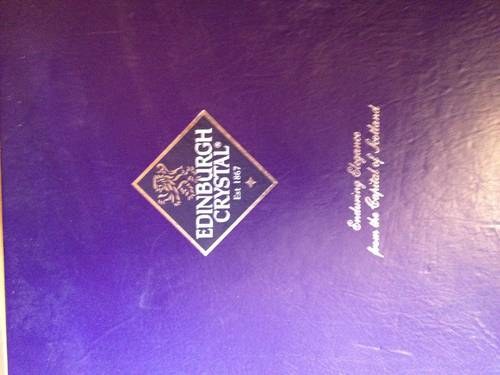 EDINBURGH
CRYSTAL®
Est 1867
Enduring Elegance
from the Capital of Scotland